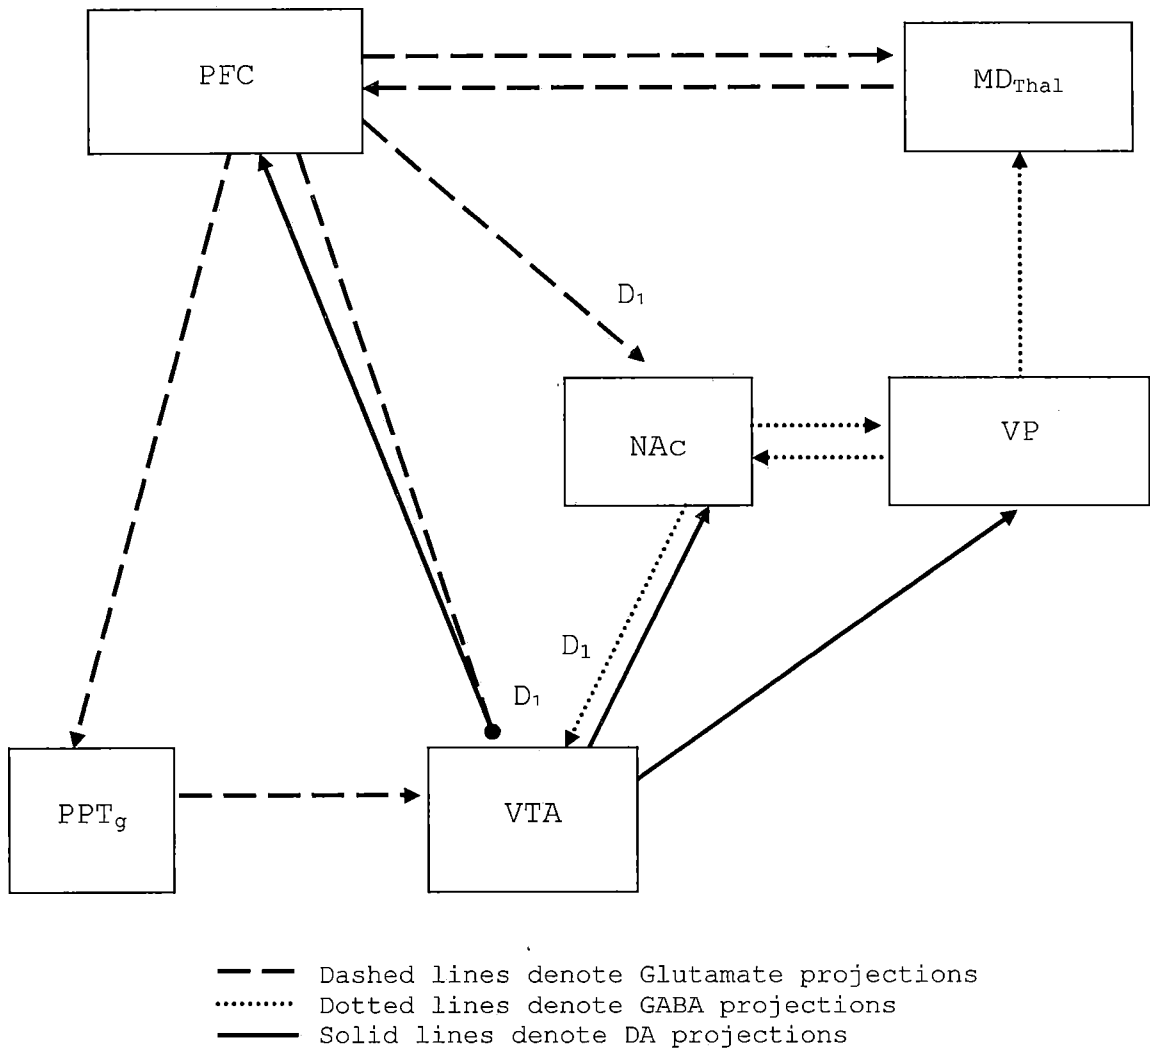 PFC
MDThal
D1
NAc
VP
D1
D1
PPTg
VTA
Dashed lines denote Glutamate projections
Dotted lines denote GABA projections
Solid lines denote DA projections